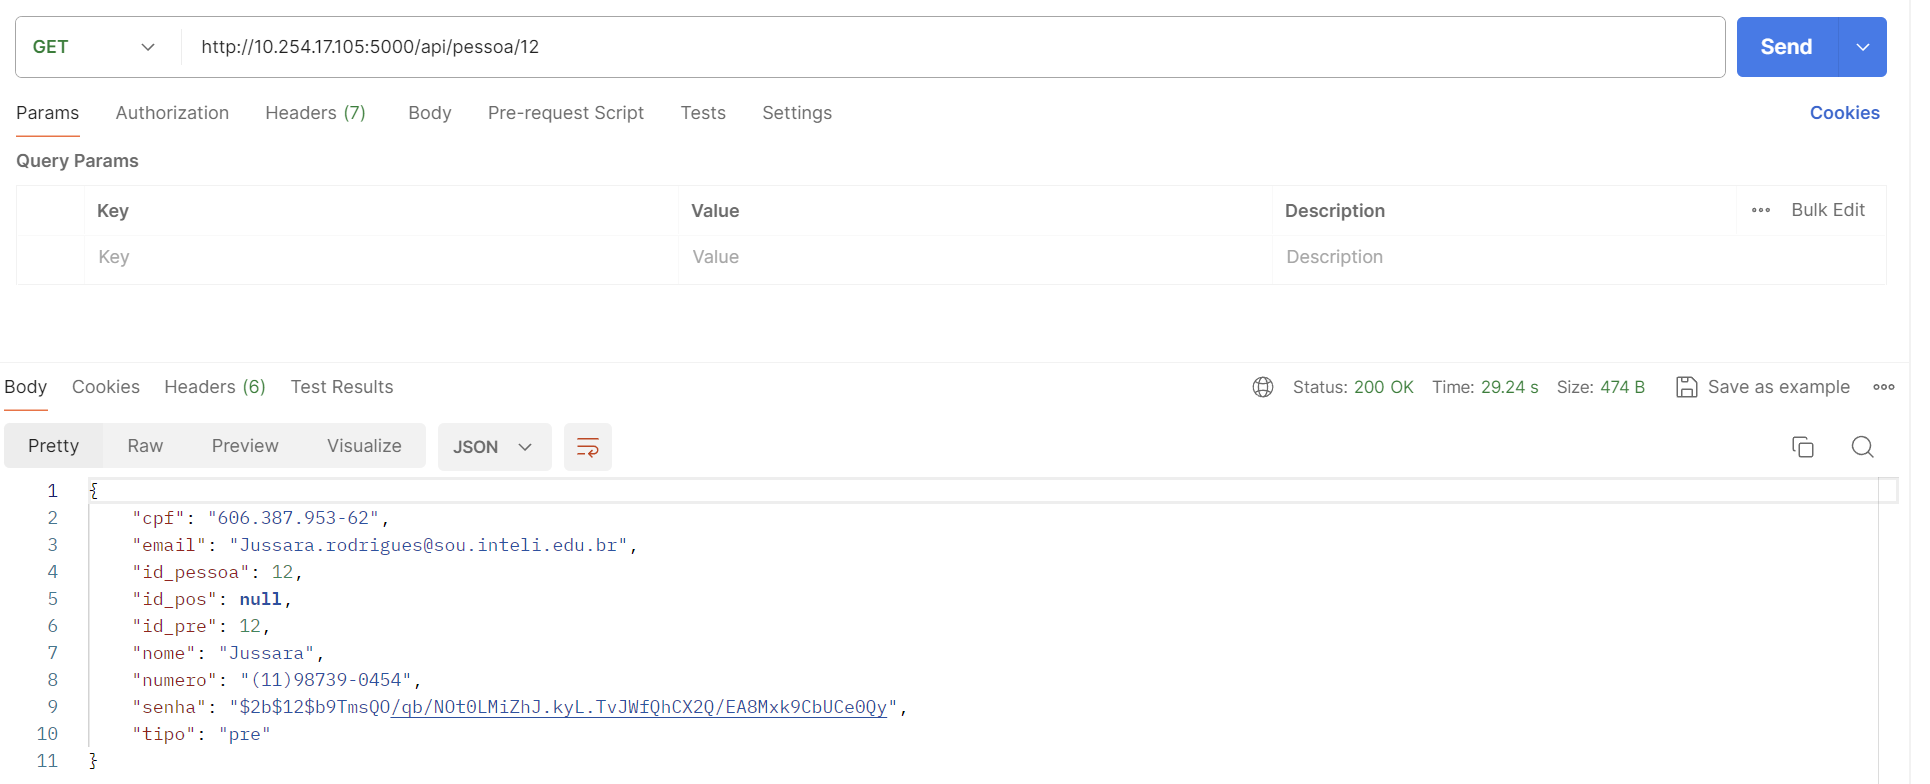 GET http://10.254.17.105:5000/api/pessoa/12 Send
Params Authorization Headers (7) Body Pre-request Script Tests Settings Cookies
Query Params
Key Value Description Bulk Edit
Key Value Description
Body Cookies Headers (6) Test Results Status: 200 OK Time: 29.24 s Size: 474 B Save as example
Pretty Raw Preview Visualize JSON
1 {
2 "cpf": "606.387.953-62",
3 "email": "Jussara.rodrigues@sou.inteli.edu.br",
4 "id_pessoa": 12,
5 "id_pos": null,
6 "id_pre": 12,
7 "nome": "Jussara",
8 "numero": "(11)98739-0454",
9 "senha": "$2b$12$b9TmsQO/qb/NOt0LMiZhJ.kyL.TvJWfQhCX2Q/EA8Mxk9CbUCe0Qy",
10 "tipo": "pre"
11 }